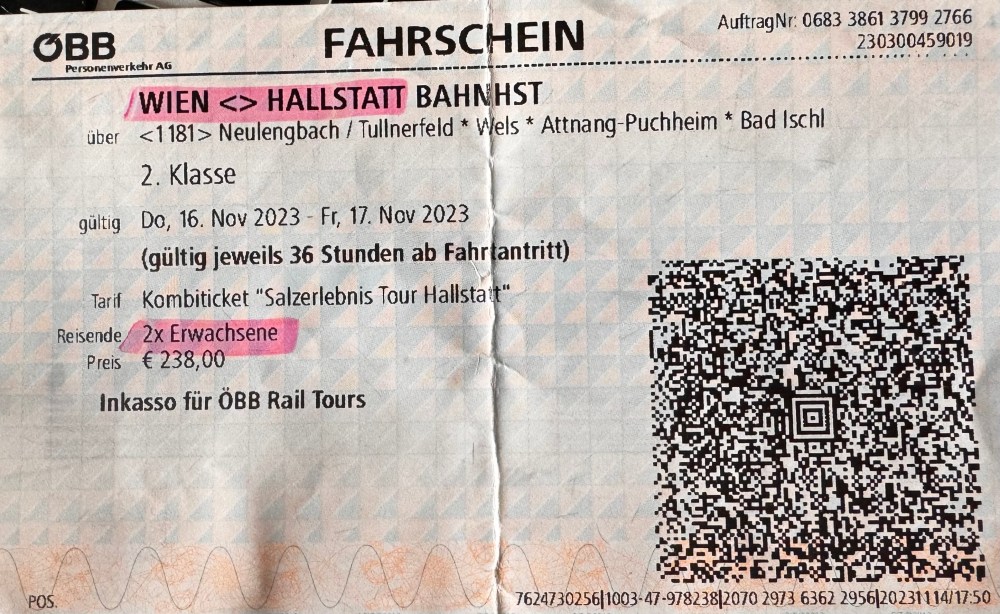 ÖBB
Personenverkehr AG
FAHRSCHEIN
AuftragNr: 0683 3861 3799 2766
230300459019
WIEN <> HALLSTATT BAHNHST
über <1181> Neulengbach / Tullnerfeld * Wels * Attnang-Puchheim * Bad Ischl
2. Klasse
gültig Do, 16. Nov 2023 - Fr, 17. Nov 2023
(gültig jeweils 36 Stunden ab Fahrtantritt)
Tarif Kombiticket "Salzerlebnis Tour Hallstatt"
Reisende 2x Erwachsene
Preis € 238,00
Inkasso für ÖBB Rail Tours
POS.
7624730256|1003-47-978238|2070 2973 6362 2956|20231114/17:50